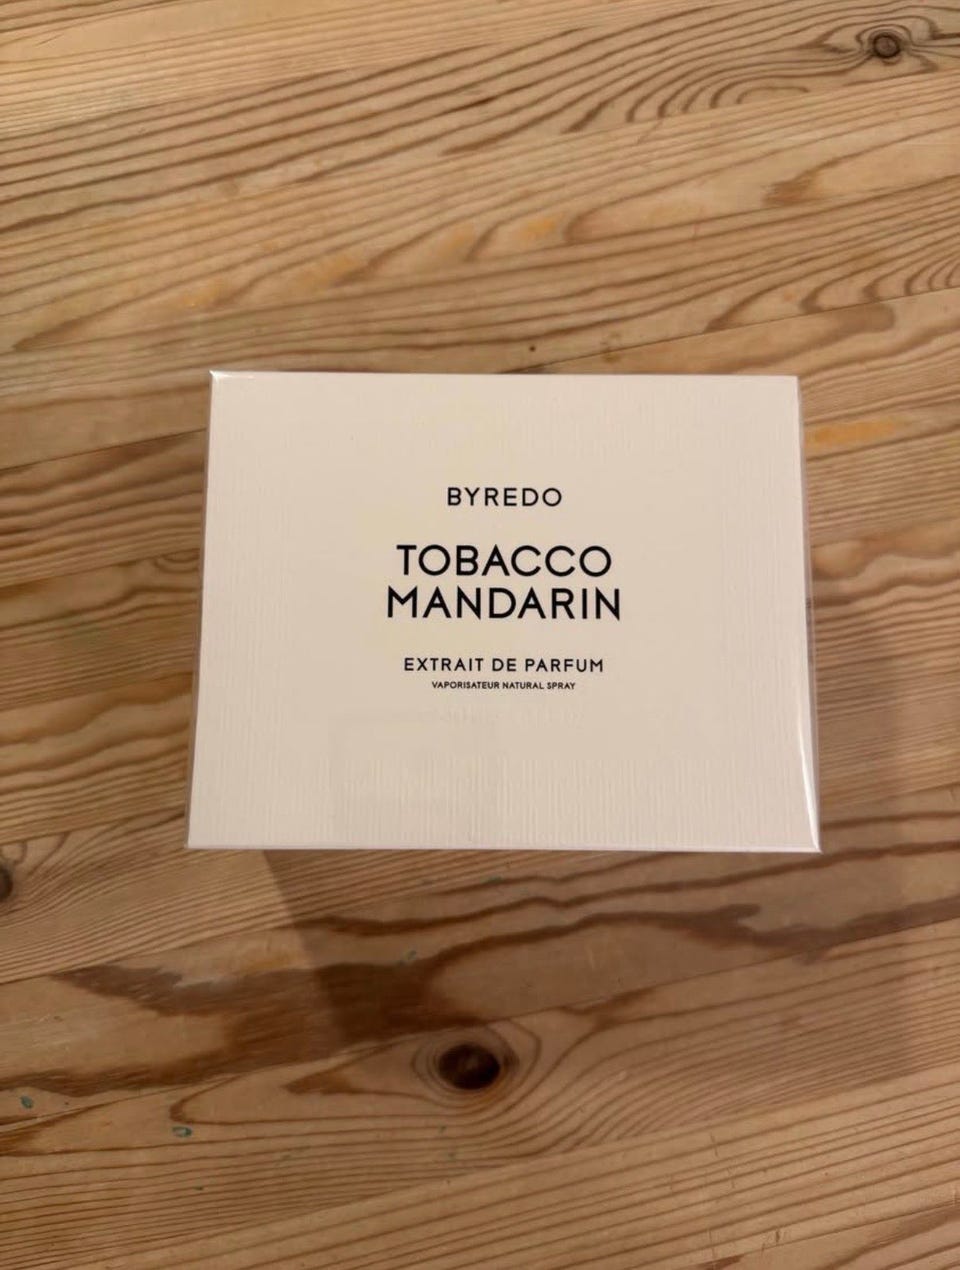 BYREDO
TOBACCO
MANDARIN
EXTRAIT DE PARFUM
VAPORISATEUR NATURAL SPRAY